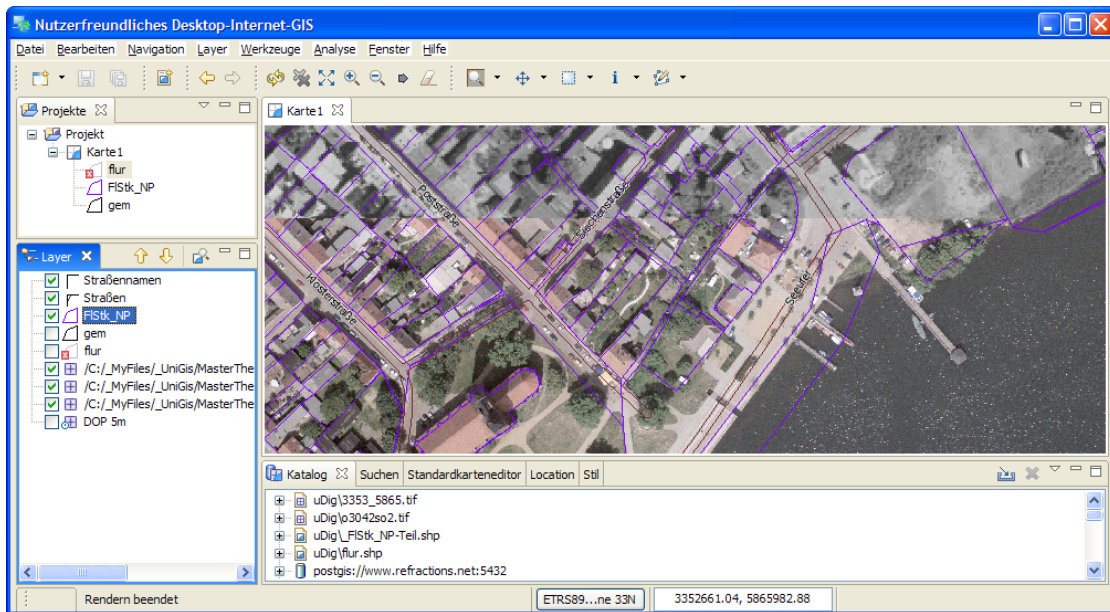 Nutzerfreundliches Desktop-Internet-GIS
Datei Bearbeiten Navigation Layer Werkzeuge Analyse Fenster Hilfe
Projekte
Projekt
Karte1
flur
FlStk_NP
gem
Layer
Straßennamen
Straßen
FlStk_NP
gem
flur
/C:/_MyFiles/_UniGis/MasterThe
/C:/_MyFiles/_UniGis/MasterThe
/C:/_MyFiles/_UniGis/MasterThe
DOP 5m
Karte1
Poststraße
Fischbänkenstraße
Klosterstraße
Seeufer
Katalog Suchen Standardkarteneditor Location Stil
uDig\3353_5865.tif
uDig\o3042so2.tif
uDig\_FlStk_NP-Teil.shp
uDig\flur.shp
postgis://www.refractions.net:5432
Rendern beendet
ETRS89...ne 33N
3352661.04, 5865982.88